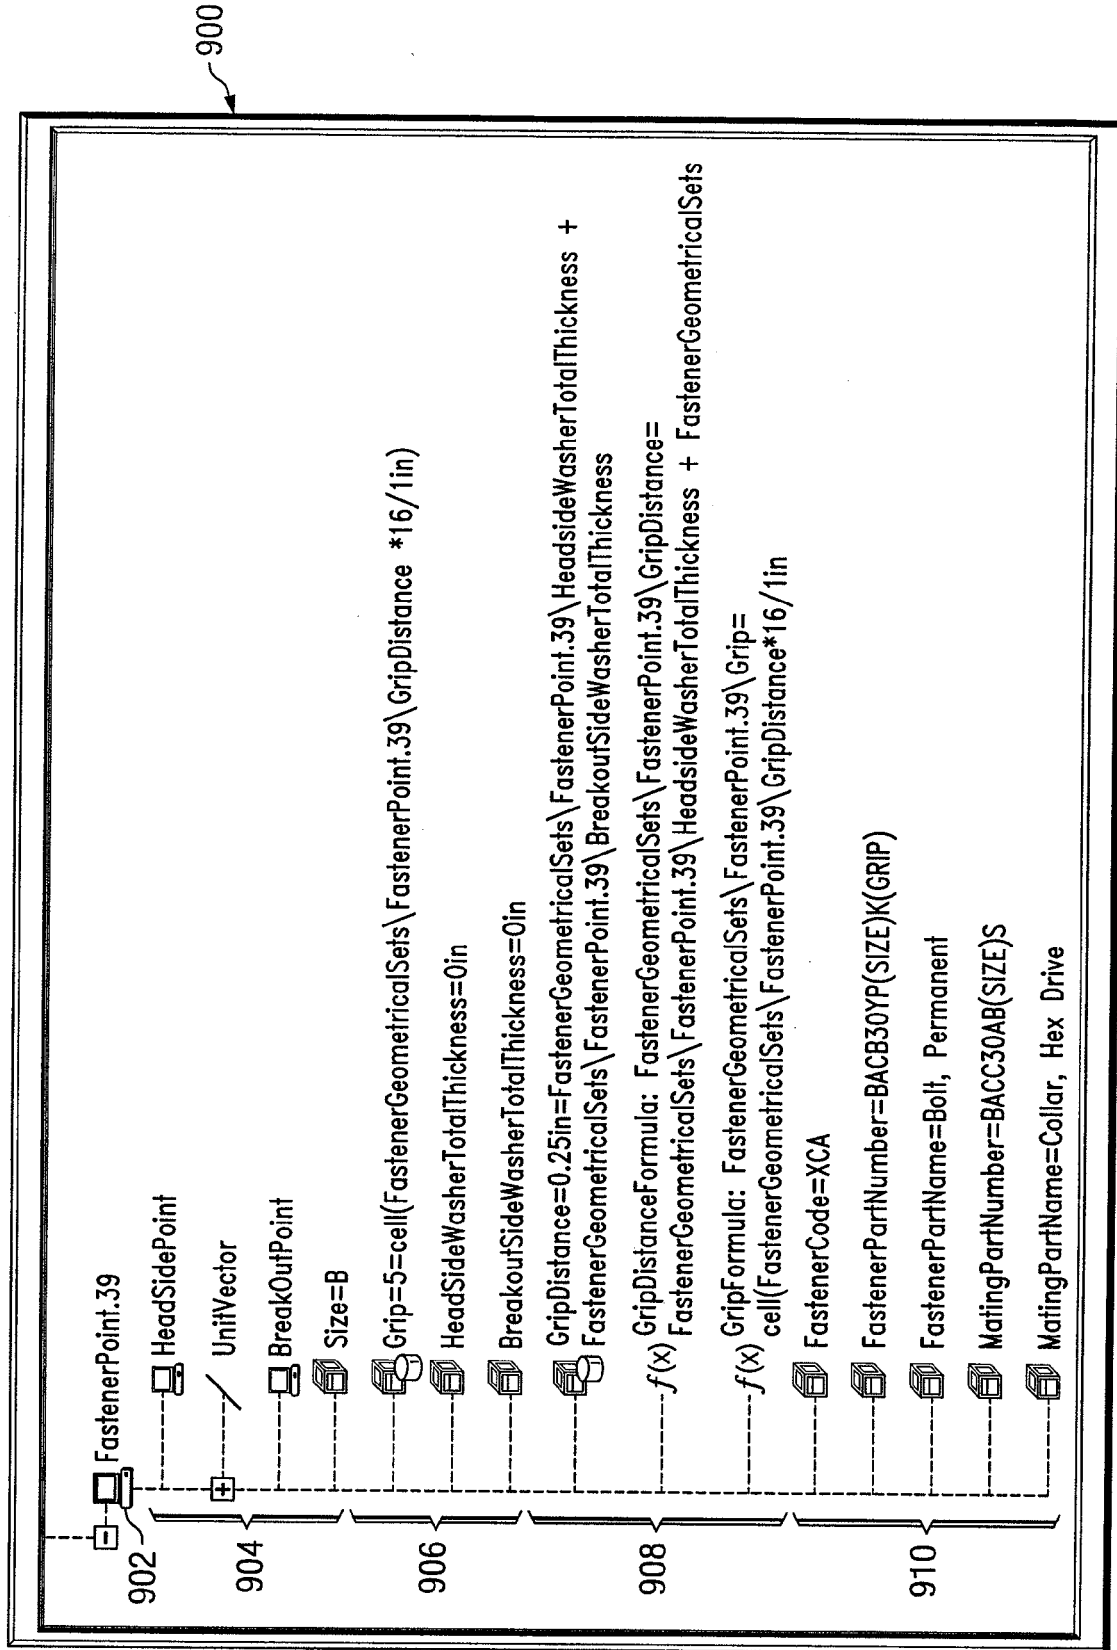 900
FastenerPoint.39
902
HeadSidePoint
UnitVector
904
BreakOutPoint
Size=B
Grip=5=cell(FastenerGeometricalSets\FastenerPoint.39\GripDistance *16/1in)
906
HeadSideWasherTotalThickness=0in
BreakoutSideWasherTotalThickness=0in
GripDistance=0.25in=FastenerGeometricalSets\FastenerPoint.39\HeadsideWasherTotalThickness +
FastenerGeometricalSets\FastenerPoint.39\BreakoutSideWasherTotalThickness
908
f(x) GripDistanceFormula: FastenerGeometricalSets\FastenerPoint.39\GripDistance=
FastenerGeometricalSets\FastenerPoint.39\HeadsideWasherTotalThickness + FastenerGeometricalSets
f(x) GripFormula: FastenerGeometricalSets\FastenerPoint.39\Grip=
cell(FastenerGeometricalSets\FastenerPoint.39\GripDistance*16/1in
FastenerCode=XCA
FastenerPartNumber=BACB30YP(SIZE)K(GRIP)
910
FastenerPartName=Bolt, Permanent
MatingPartNumber=BACC30AB(SIZE)S
MatingPartName=Collar, Hex Drive